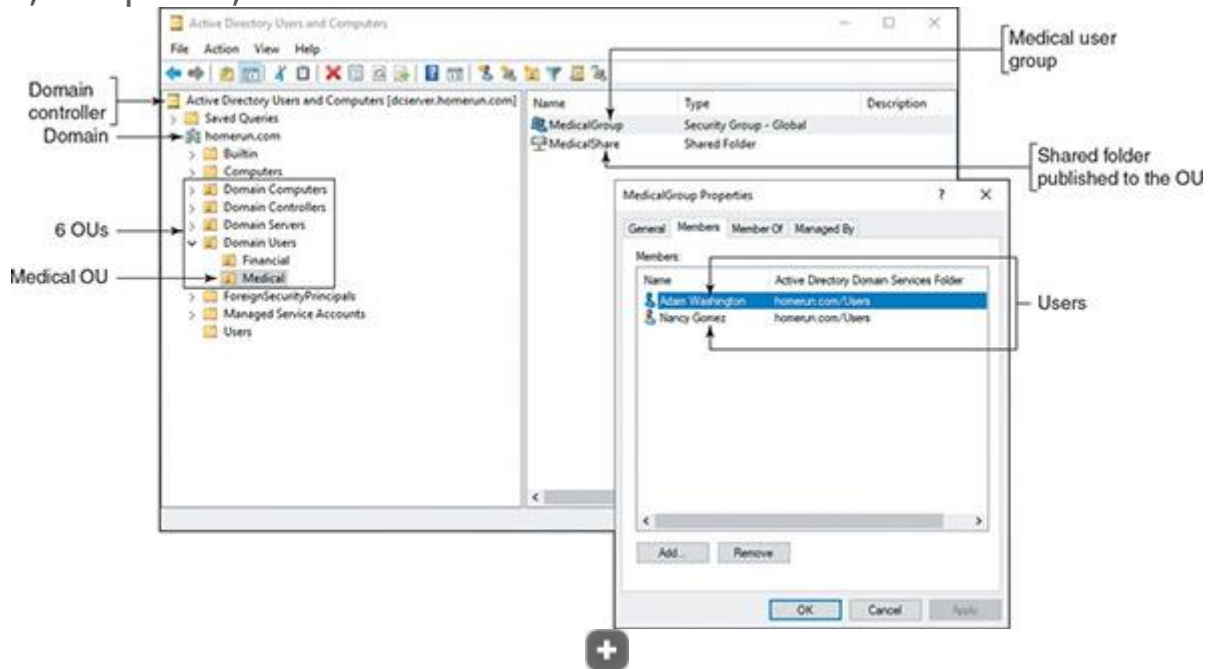 Active Directory Users and Computers
File Action View Help
Medical user
group
Domain
controller
Active Directory Users and Computers [dcserver.homerun.com]
Name Type Description
Saved Queries
MedicalGroup Security Group - Global
Domain
homerun.com
MedicalShare Shared Folder
Builtin
Computers
Shared folder
published to the OU
Domain Computers
MedicalGroup Properties ? ×
Domain Controllers
6 OUs
Domain Servers
General Members Member Of Managed By
Domain Users
Financial
Members:
Medical OU
Medical
Name Active Directory Domain Services Folder
ForeignSecurityPrincipals
Adam Washington homerun.com/Users
Users
Managed Service Accounts
Nancy Gomez homerun.com/Users
Users
Add... Remove
OK Cancel Apply